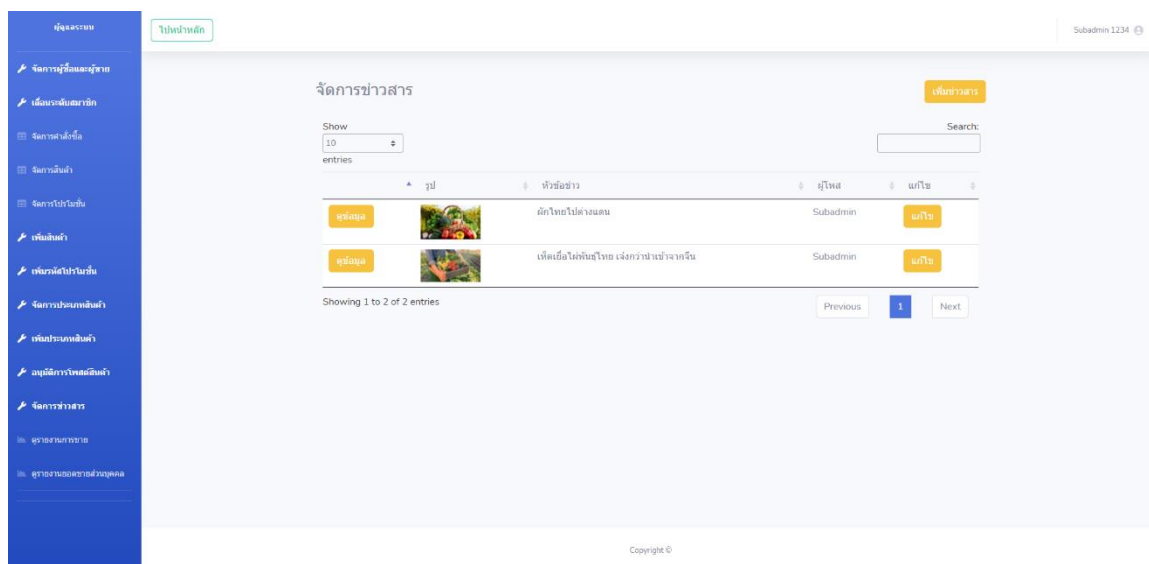 ผู้ดูแลระบบ
ไปหน้าหลัก
Subadmin 1234
จัดการผู้ซื้อและผู้ขาย
เลื่อนระดับสมาชิก
จัดการคำสั่งซื้อ
จัดการสินค้า
จัดการโปรโมชั่น
เพิ่มสินค้า
เพิ่มรหัสโปรโมชั่น
จัดการประเภทสินค้า
เพิ่มประเภทสินค้า
อนุมัติการโพสต์สินค้า
จัดการข่าวสาร
ดูรายงานการขาย
ดูรายงานยอดขายส่วนบุคคล
จัดการข่าวสาร
เพิ่มข่าวสาร
Show
10
entries
Search:
รูป หัวข้อข่าว ผู้โพส แก้ไข
ดูข้อมูล ผักไทยไปต่างแดน Subadmin แก้ไข
ดูข้อมูล เห็ดเยื่อไผ่พันธุ์ไทย เจ๋งกว่านำเข้าจากจีน Subadmin แก้ไข
Showing 1 to 2 of 2 entries
Previous 1 Next
Copyright ©